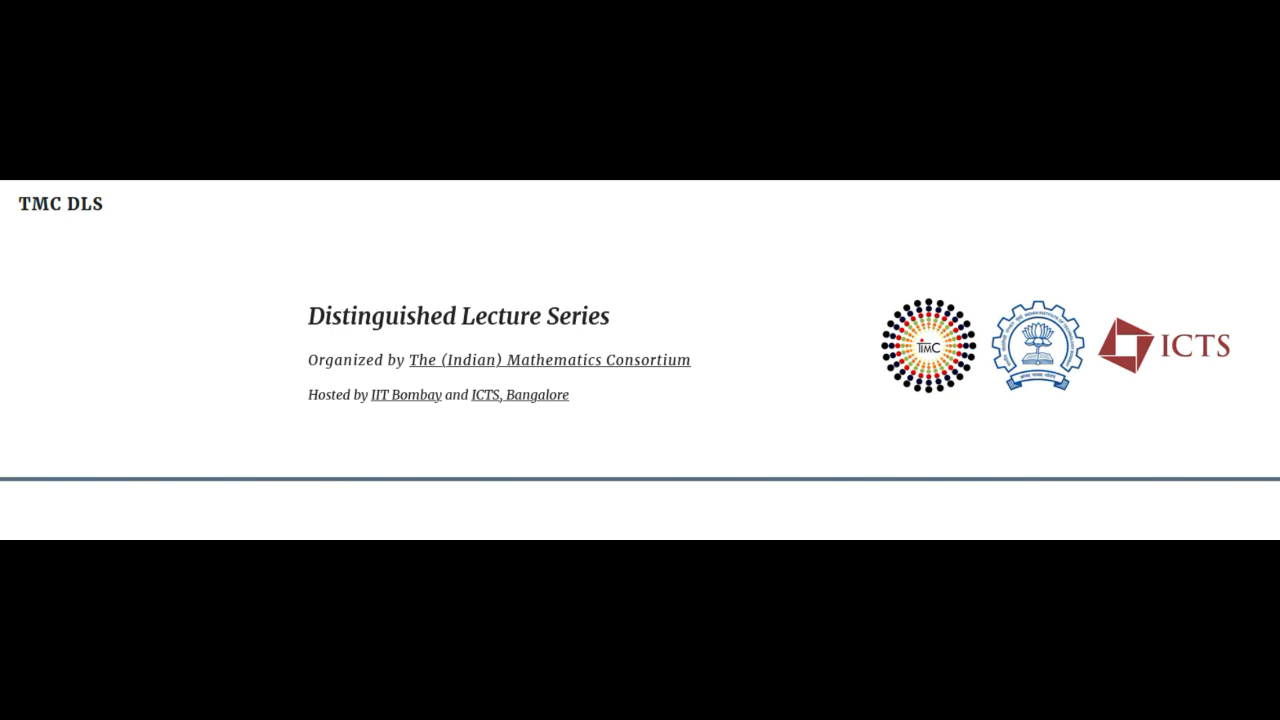 TMC DLS
Distinguished Lecture Series
Organized by The (Indian) Mathematics Consortium
Hosted by IIT Bombay and ICTS, Bangalore
TIMC
ICTS